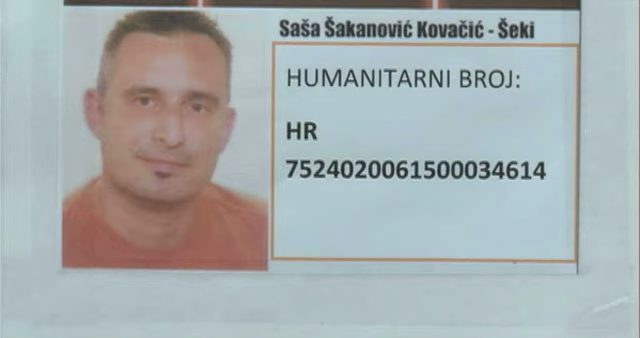 Saša Šakanović Kovačić - Šeki
HUMANITARNI BROJ:
HR
7524020061500034614